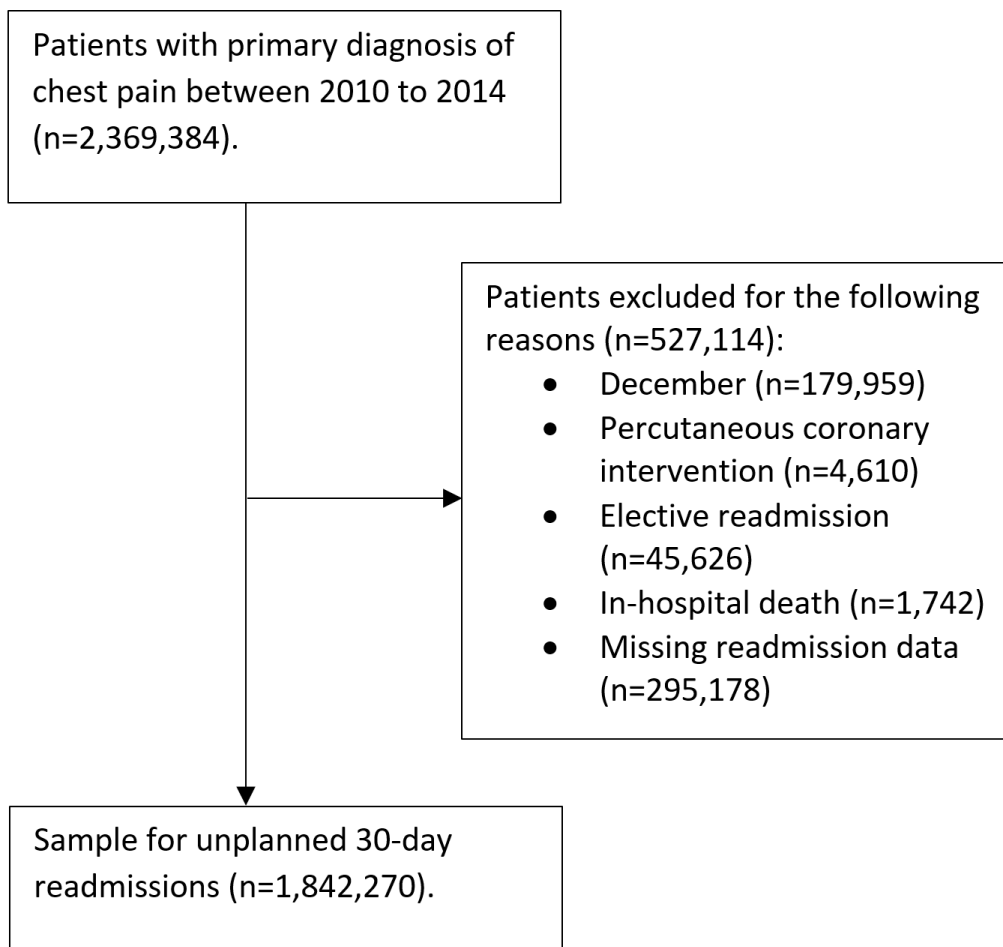 Patients with primary diagnosis of
chest pain between 2010 to 2014
(n=2,369,384).
Patients excluded for the following
reasons (n=527,114):
• December (n=179,959)
• Percutaneous coronary
intervention (n=4,610)
• Elective readmission
(n=45,626)
• In-hospital death (n=1,742)
• Missing readmission data
(n=295,178)
Sample for unplanned 30-day
readmissions (n=1,842,270).